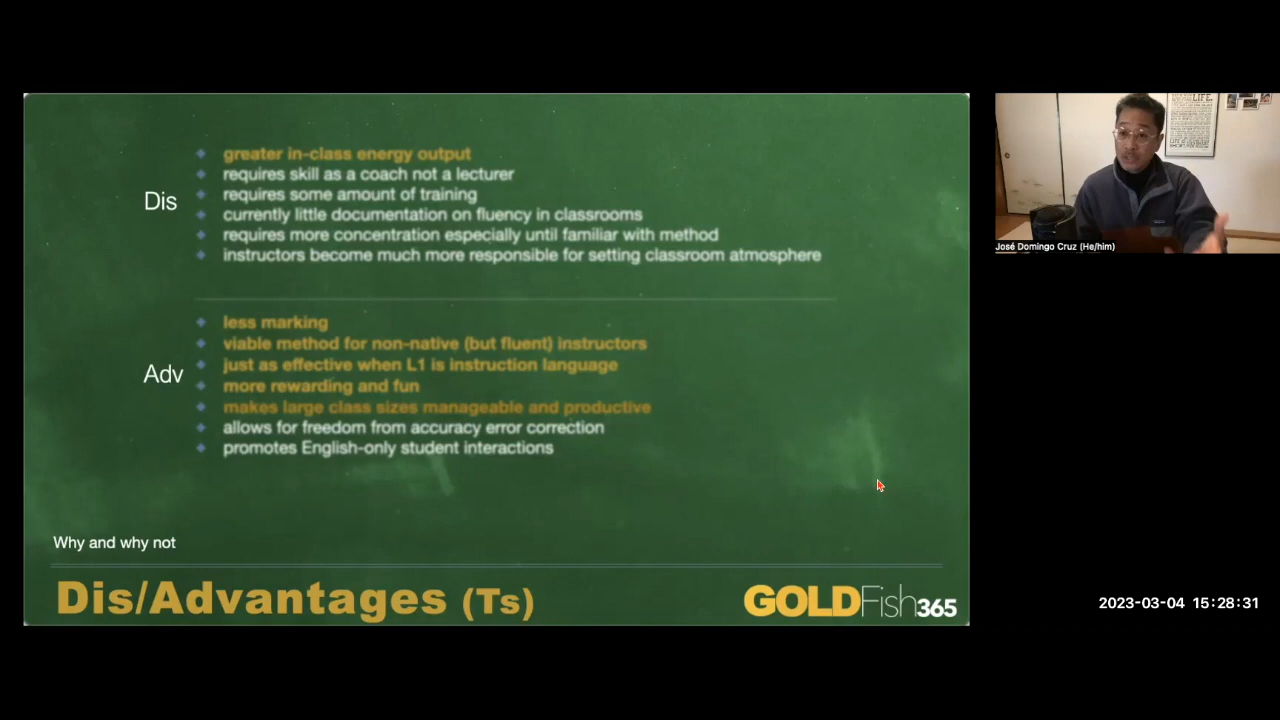 Dis
greater in-class energy output
requires skill as a coach not a lecturer
requires some amount of training
currently little documentation on fluency in classrooms
requires more concentration especially until familiar with method
instructors become much more responsible for setting classroom atmosphere
Adv
less marking
viable method for non-native (but fluent) instructors
just as effective when L1 is instruction language
more rewarding and fun
makes large class sizes manageable and productive
allows for freedom from accuracy error correction
promotes English-only student interactions
Why and why not
Dis/Advantages (Ts)
GOLDFish365
LIFE.
José Domingo Cruz (He/him)
2023-03-04 15:28:31